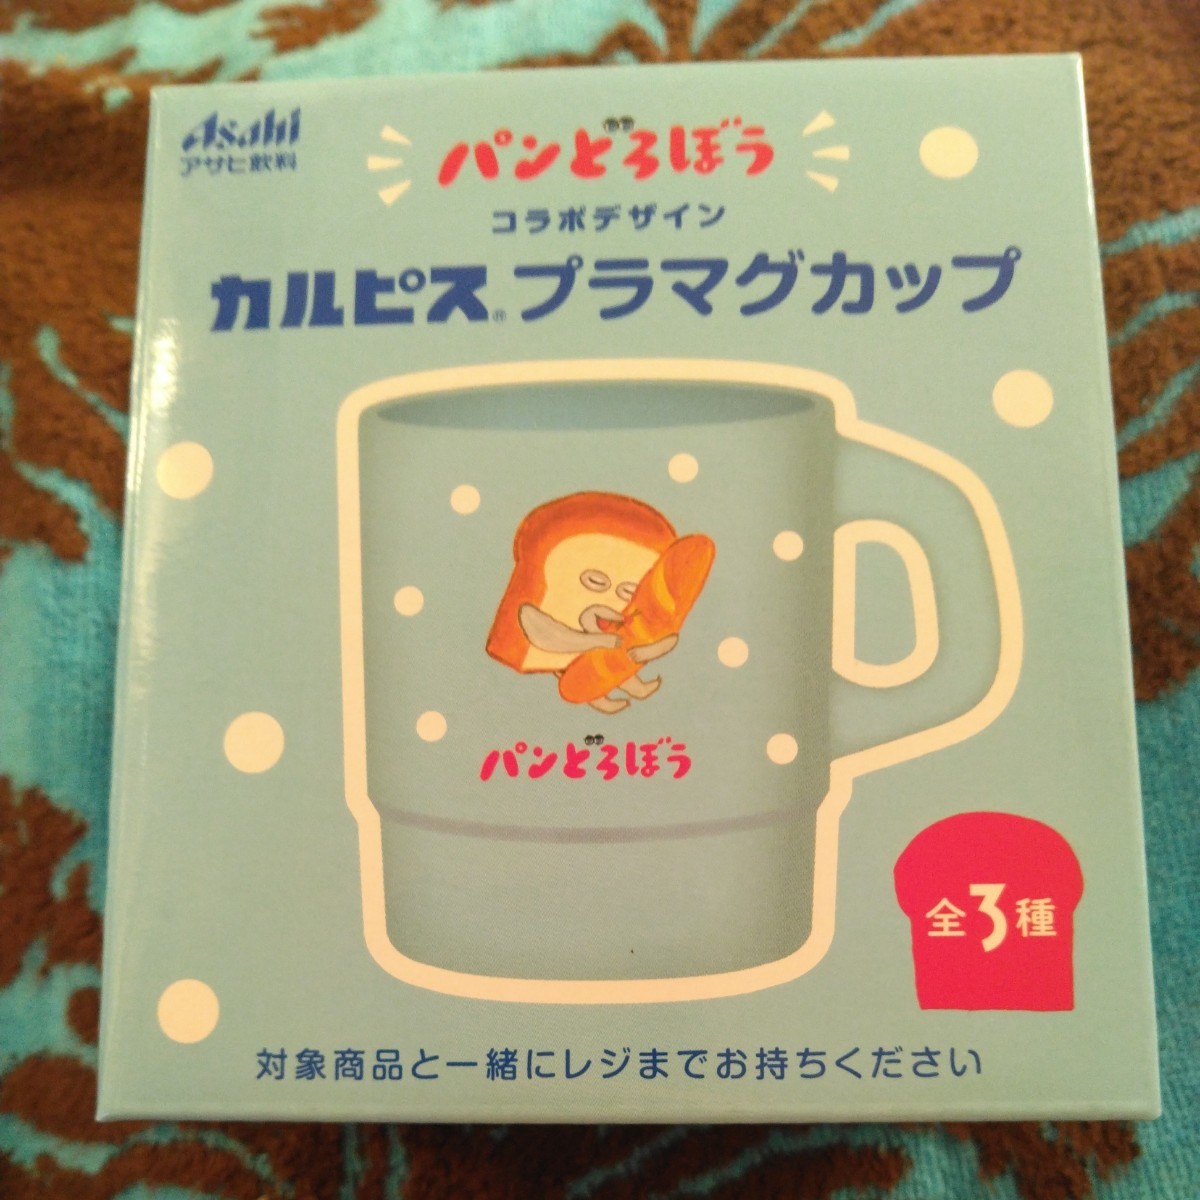 Asahi
アサヒ飲料
パンどろぼう
コラボデザイン
カルピス®プラマグカップ
パンどろぼう
全3種
対象商品と一緒にレジまでお持ちください